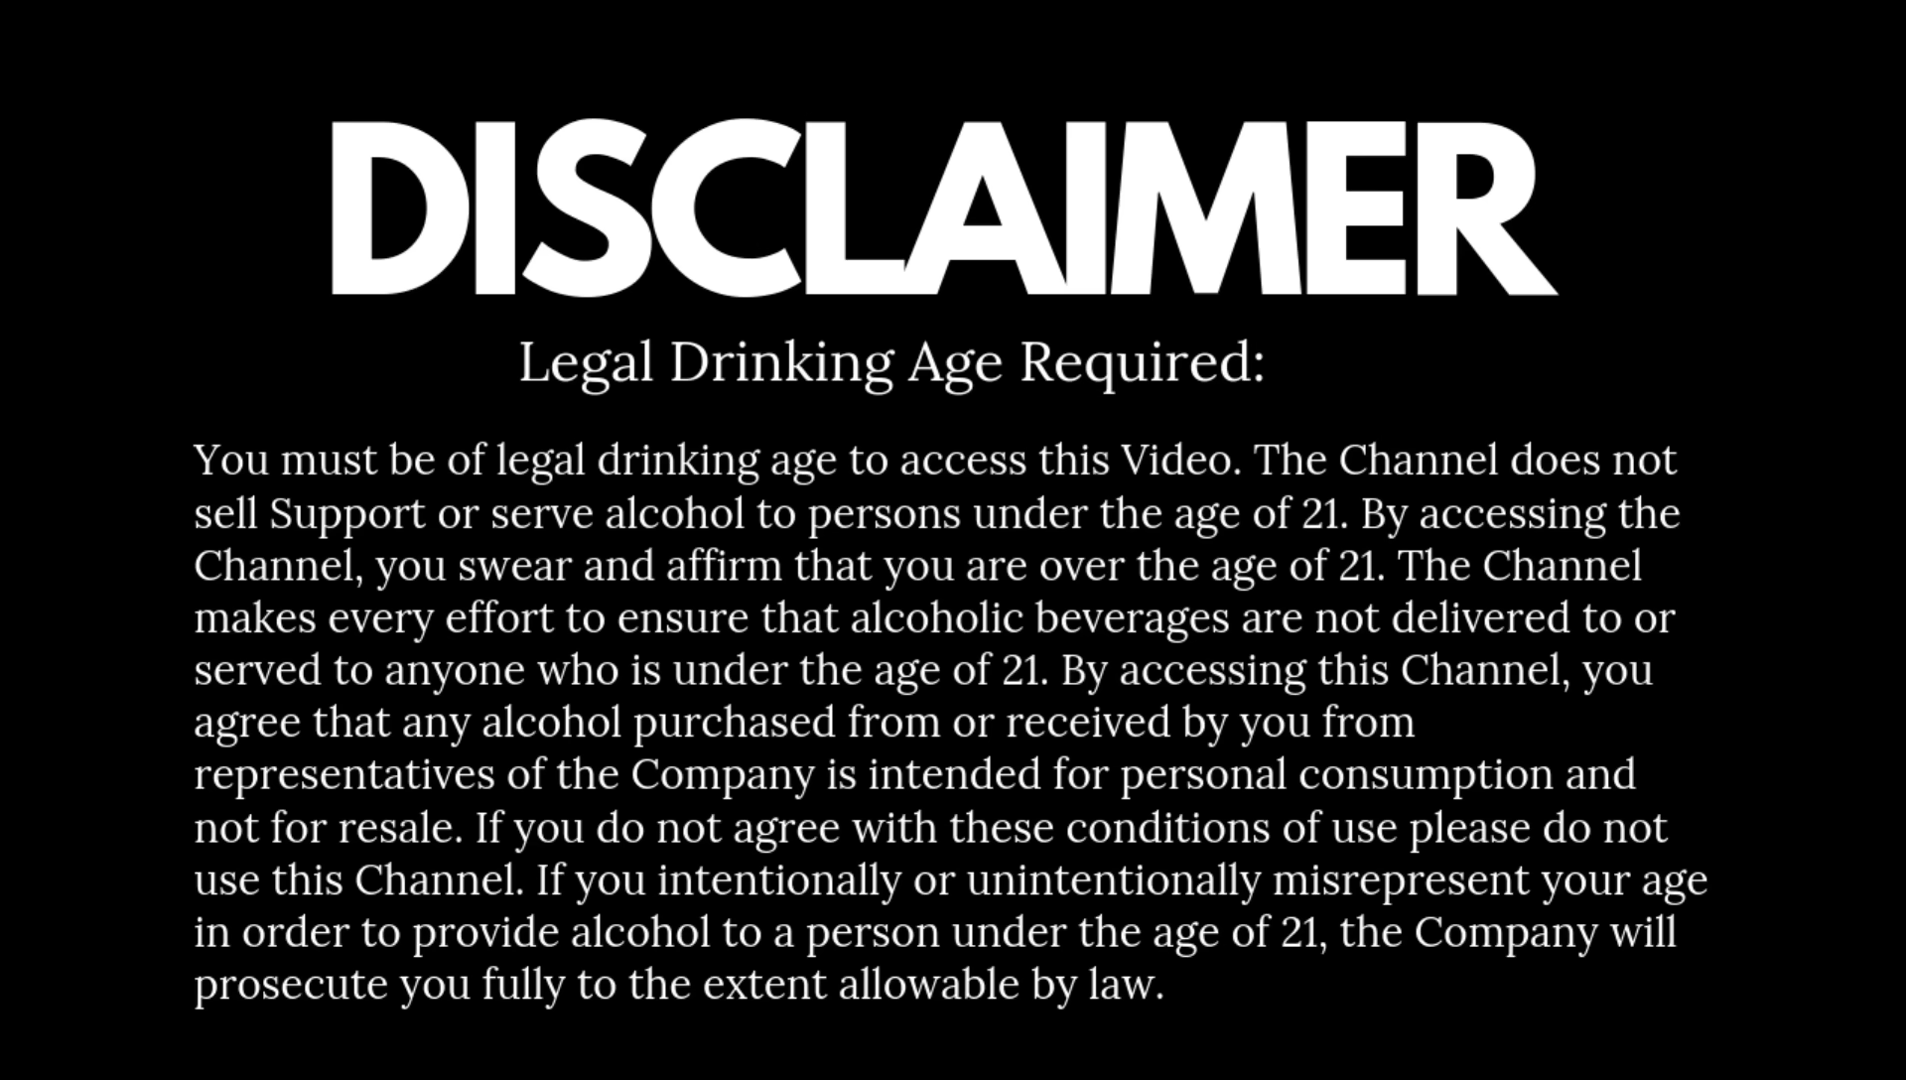 DISCLAIMER
Legal Drinking Age Required:
You must be of legal drinking age to access this Video. The Channel does not
sell Support or serve alcohol to persons under the age of 21. By accessing the
Channel, you swear and affirm that you are over the age of 21. The Channel
makes every effort to ensure that alcoholic beverages are not delivered to or
served to anyone who is under the age of 21. By accessing this Channel, you
agree that any alcohol purchased from or received by you from
representatives of the Company is intended for personal consumption and
not for resale. If you do not agree with these conditions of use please do not
use this Channel. If you intentionally or unintentionally misrepresent your age
in order to provide alcohol to a person under the age of 21, the Company will
prosecute you fully to the extent allowable by law.